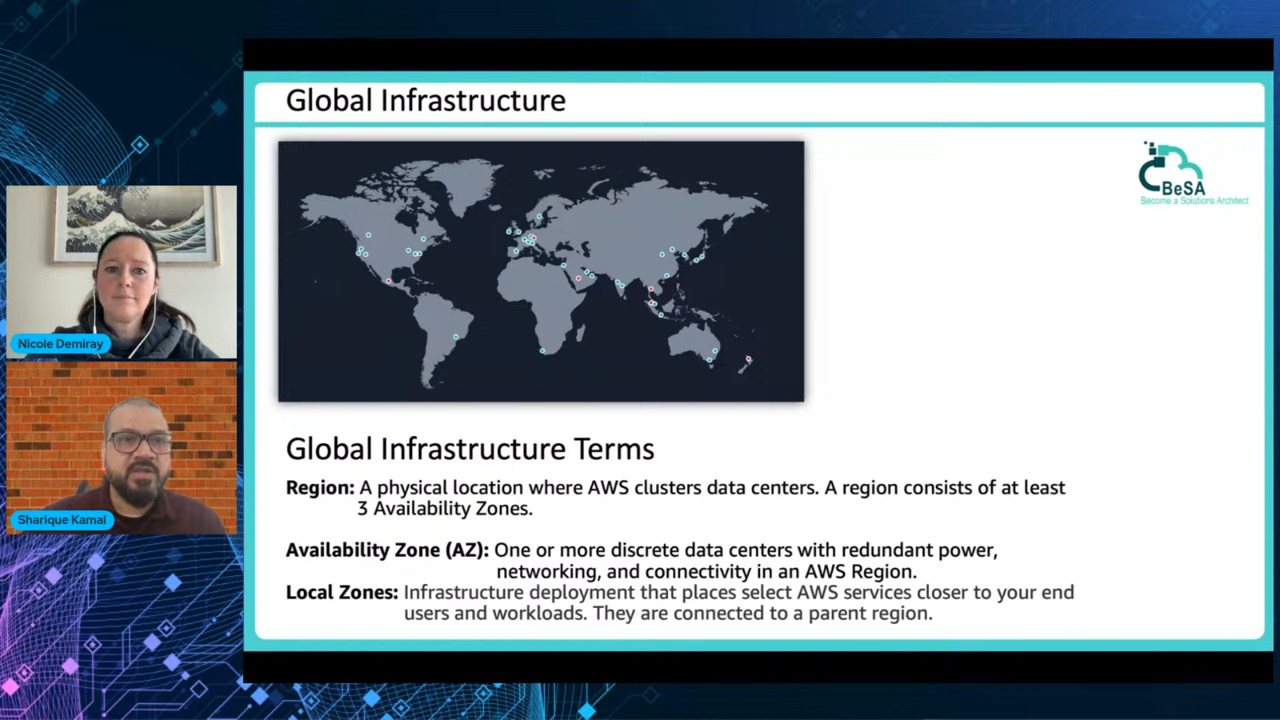 Global Infrastructure
BeSA
Become a Solutions Architect
Nicole Demiray
Sharique Kamal
Global Infrastructure Terms
Region: A physical location where AWS clusters data centers. A region consists of at least
3 Availability Zones.
Availability Zone (AZ): One or more discrete data centers with redundant power,
networking, and connectivity in an AWS Region.
Local Zones: Infrastructure deployment that places select AWS services closer to your end
users and workloads. They are connected to a parent region.